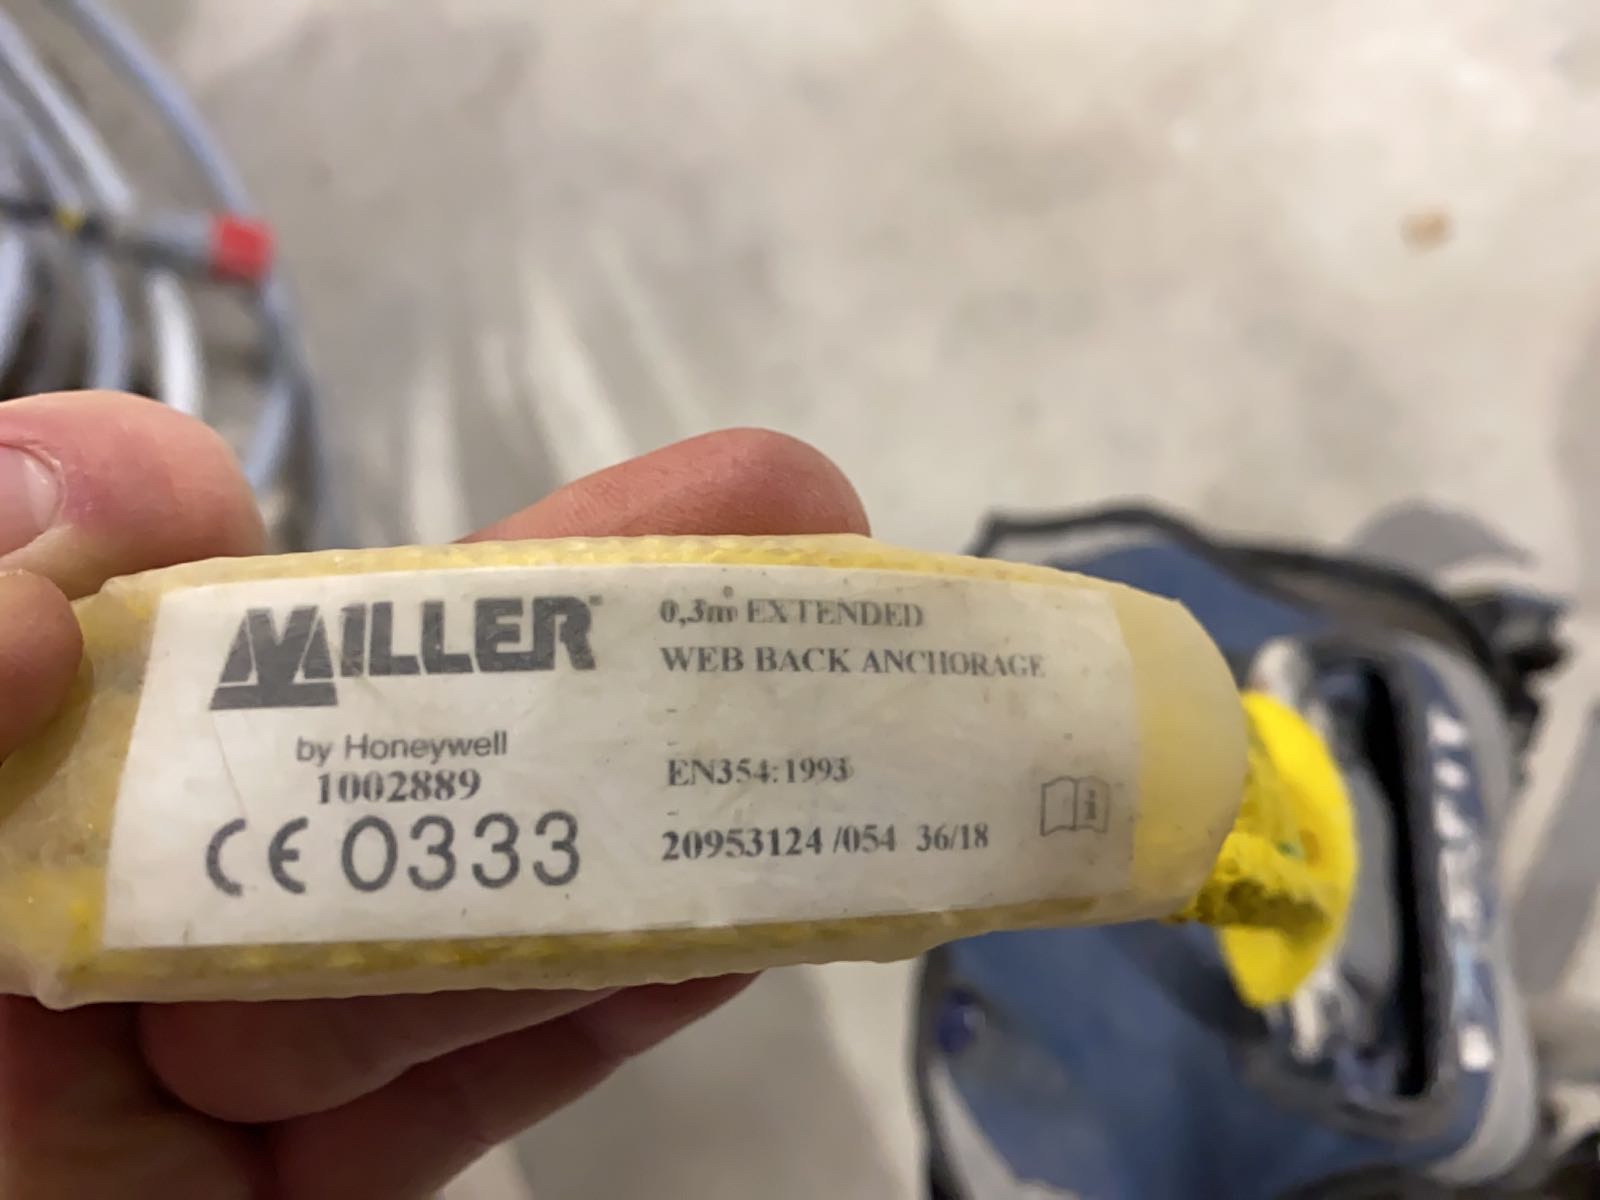 MILLER
by Honeywell
1002889
CE 0333
0,3m EXTENDED
WEB BACK ANCHORAGE
-
-
EN354:1993
-
20953124 /054 36/18